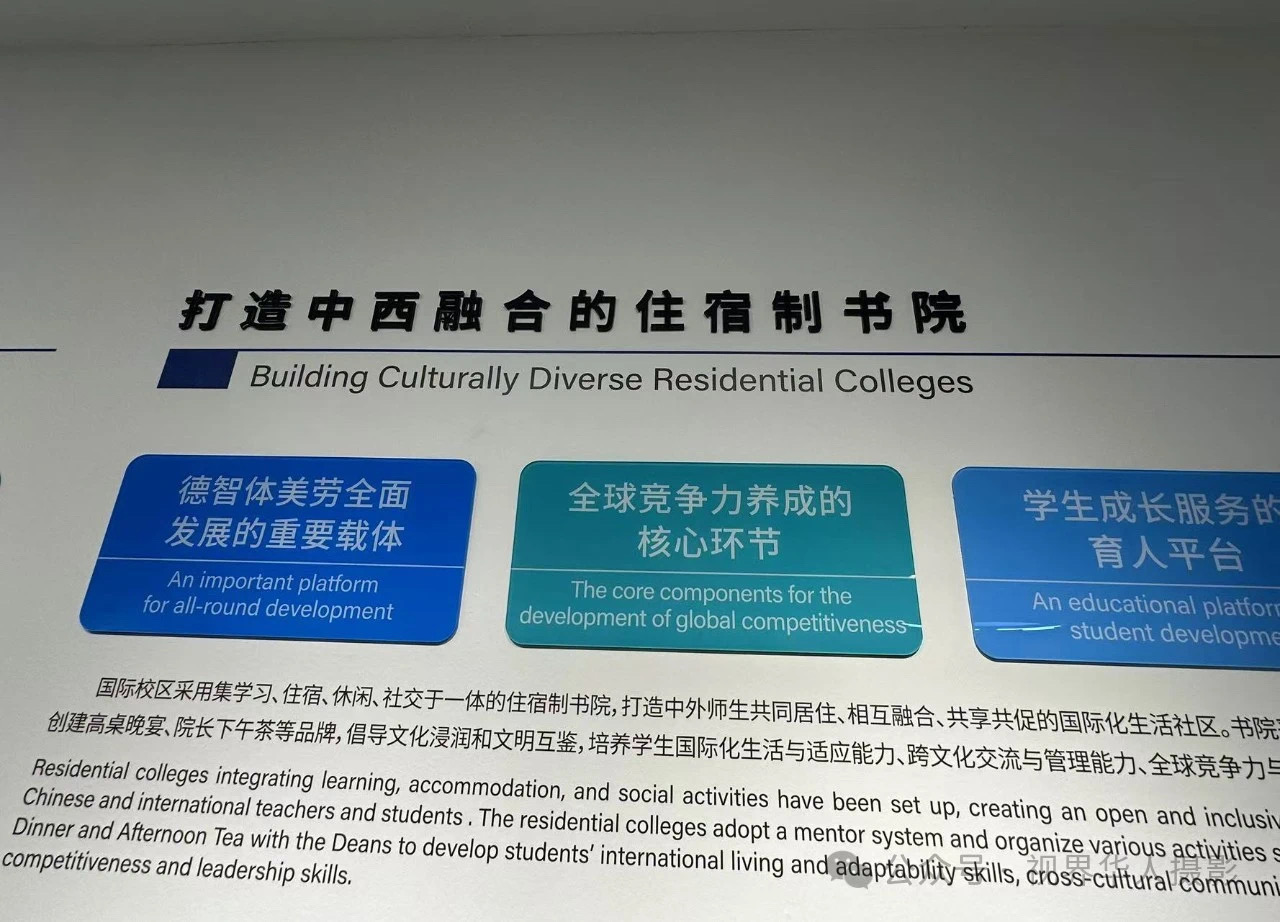 打造中西融合的住宿制书院
Building Culturally Diverse Residential Colleges
德智体美劳全面
发展的重要载体
An important platform
for all-round development
全球竞争力养成的
核心环节
The core components for the
development of global competitiveness
学生成长服务的
育人平台
An educational platform
student developme
国际校区采用集学习、住宿、休闲、社交于一体的住宿制书院，打造中外师生共同居住、相互融合、共享共促的国际化生活社区。书院
创建高桌晚宴、院长下午茶等品牌，倡导文化浸润和文明互鉴，培养学生国际化生活与适应能力、跨文化交流与管理能力、全球竞争力与
Residential colleges integrating learning, accommodation, and social activities have been set up, creating an open and inclusiv
Chinese and international teachers and students . The residential colleges adopt a mentor system and organize various activities s
Dinner and Afternoon Tea with the Deans to develop students' international living and adaptability skills, cross-cultural communi
competitiveness and leadership skills.
公众号 · 视界华人摄影